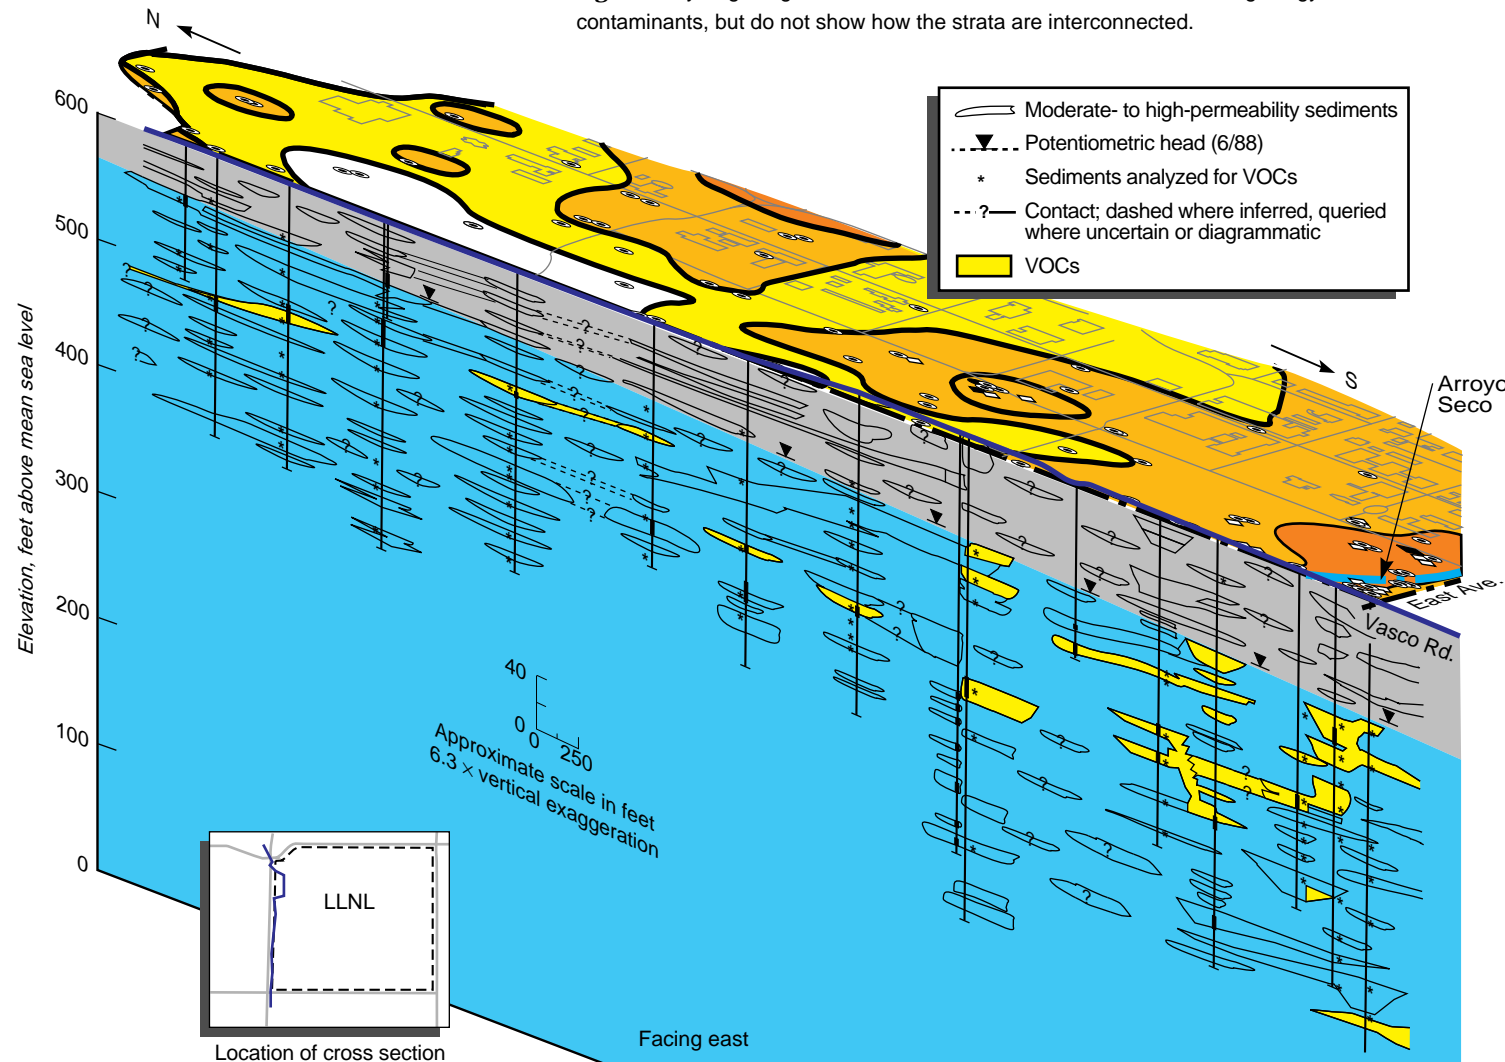 contaminants, but do not show how the strata are interconnected.
N
Moderate- to high-permeability sediments
Potentiometric head (6/88)
* Sediments analyzed for VOCs
--?— Contact; dashed where inferred, queried
where uncertain or diagrammatic
VOCs
600
500
400
300
200
100
0
Elevation, feet above mean sea level
S
Arroyo
Seco
East Ave.
Vasco Rd.
40
0
0 250
Approximate scale in feet
6.3 × vertical exaggeration
LLNL
Location of cross section
Facing east